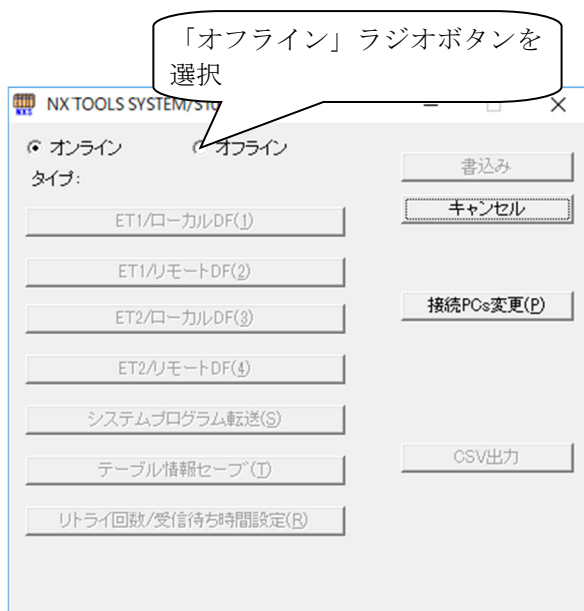 「オフライン」ラジオボタンを
選択
NX TOOLS SYSTEM/S10
オンライン オフライン
タイプ:
書込み
キャンセル
ET1/ローカルDF(1)
ET1/リモートDF(2)
接続PCs変更(P)
ET2/ローカルDF(3)
ET2/リモートDF(4)
システムプログラム転送(S)
テーブル情報セーブ(T)
CSV出力
リトライ回数/受信待ち時間設定(R)